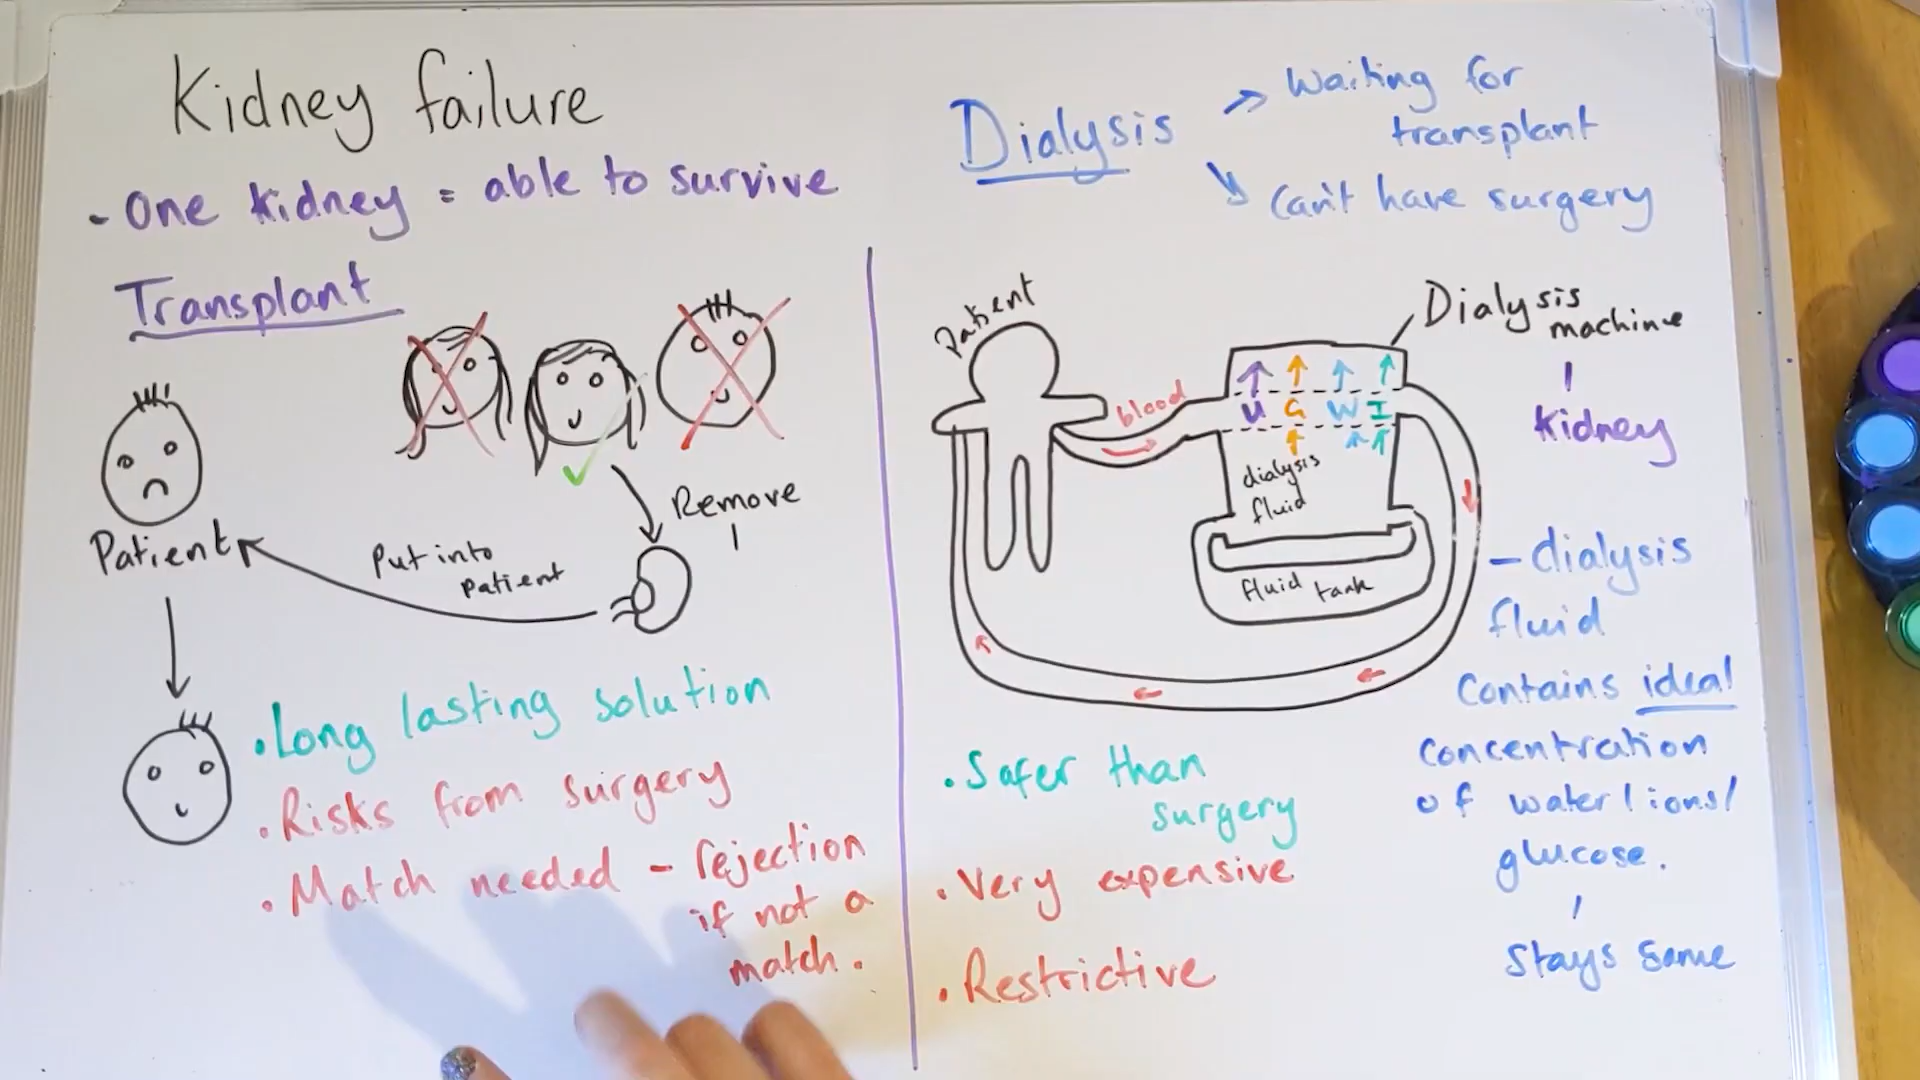 Kidney failure
- One kidney = able to survive
Transplant
Patient
Remove
Put into
patient
• Long lasting solution
• Risks from surgery
• Match needed - rejection
if not a
match.
Dialysis
→ Waiting for
transplant
Can't have surgery
Patient
blood
U G W I
dialysis
fluid
fluid tank
Dialysis
machine
Kidney
- dialysis
fluid
Contains ideal
concentration
of water/ions/
glucose.
Stays same
• Safer than
surgery
• Very expensive
• Restrictive